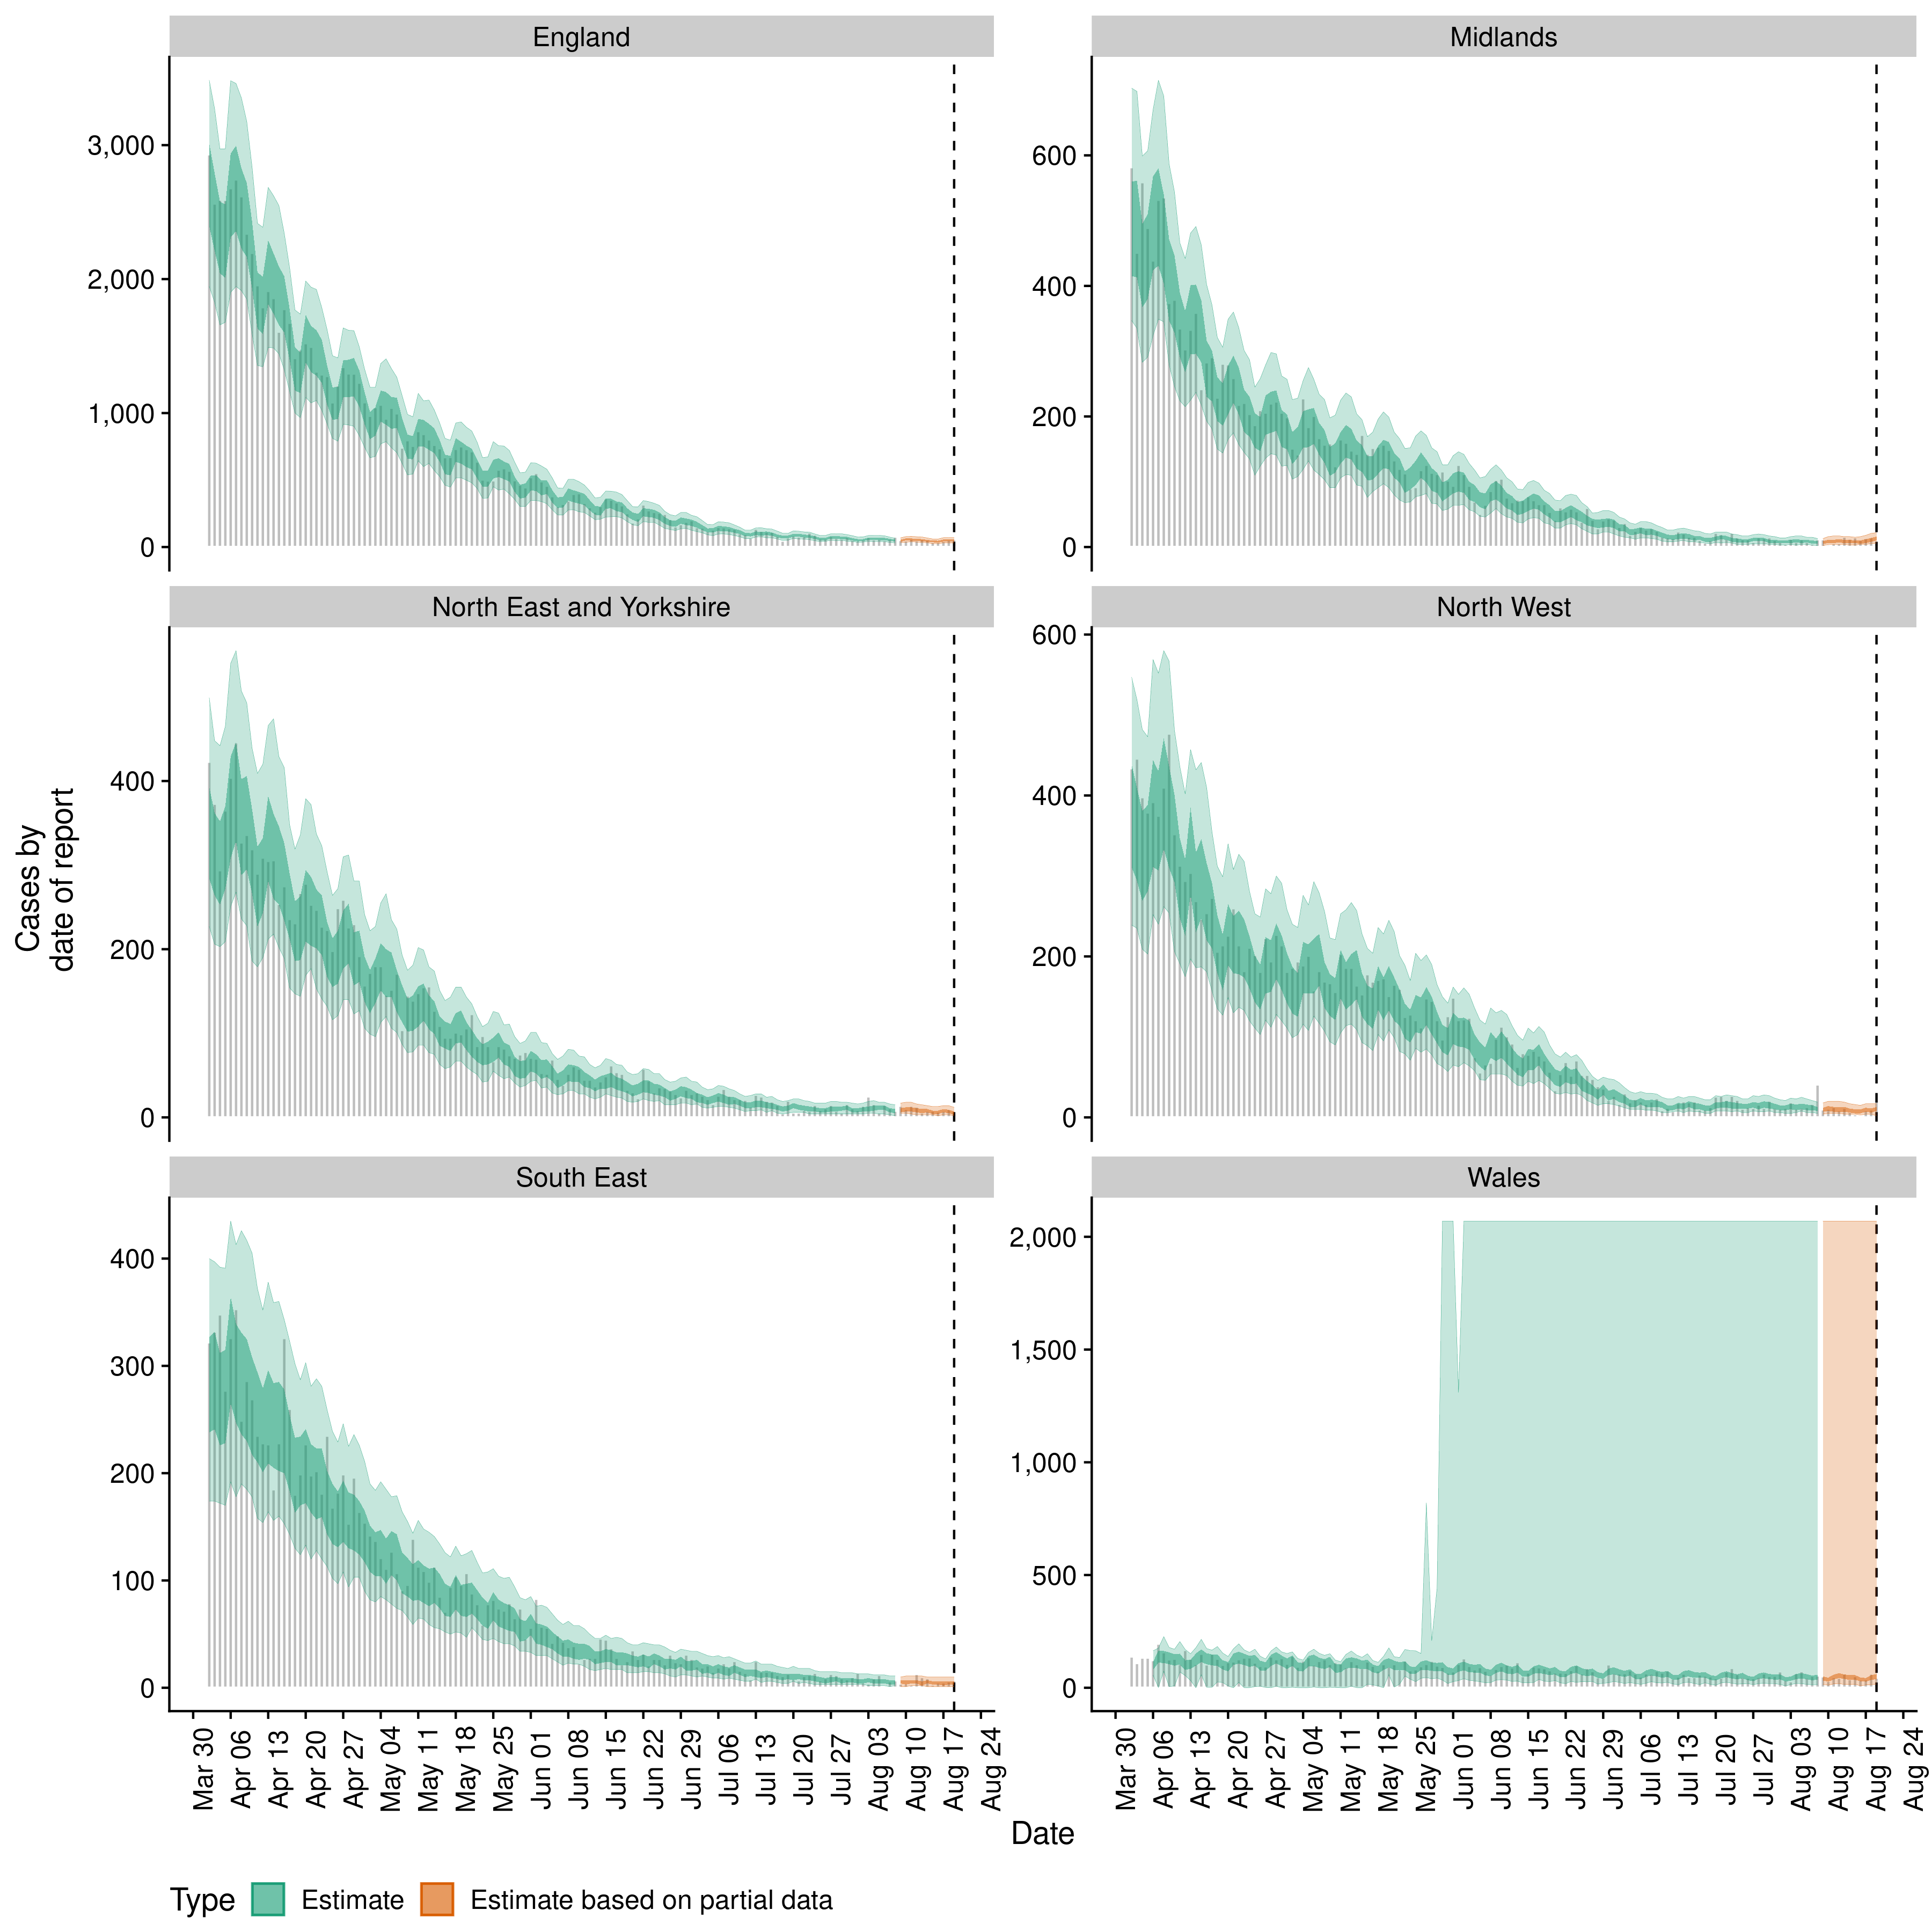 England
Midlands
3,000
2,000
1,000
0
600
400
200
0
North East and Yorkshire
North West
400
200
0
600
400
200
0
South East
Wales
400
300
200
100
0
2,000
1,500
1,000
500
0
Cases by
date of report
Mar 30
Apr 06
Apr 13
Apr 20
Apr 27
May 04
May 11
May 18
May 25
Jun 01
Jun 08
Jun 15
Jun 22
Jun 29
Jul 06
Jul 13
Jul 20
Jul 27
Aug 03
Aug 10
Aug 17
Aug 24
Mar 30
Apr 06
Apr 13
Apr 20
Apr 27
May 04
May 11
May 18
May 25
Jun 01
Jun 08
Jun 15
Jun 22
Jun 29
Jul 06
Jul 13
Jul 20
Jul 27
Aug 03
Aug 10
Aug 17
Aug 24
Date
Type Estimate Estimate based on partial data